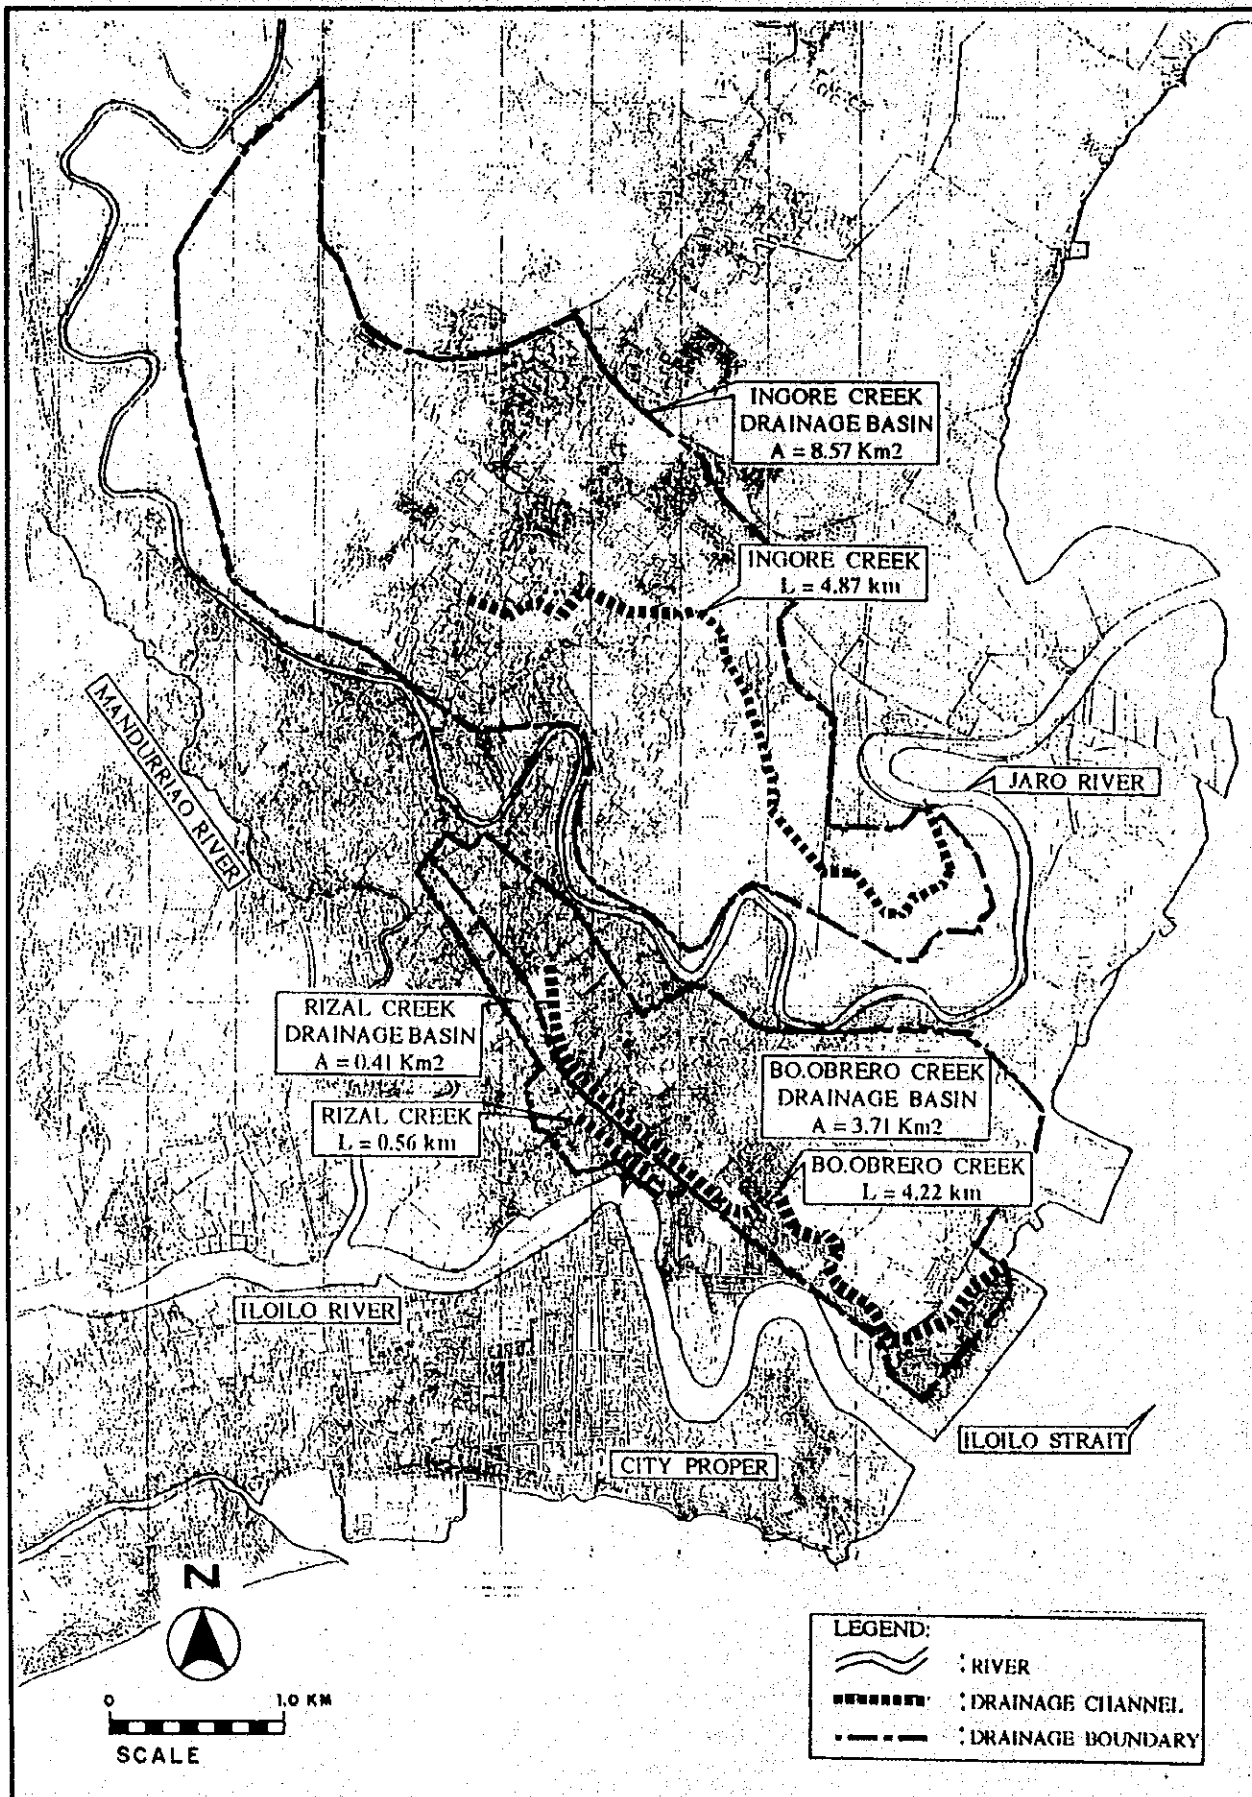 INGORE CREEK
DRAINAGE BASIN
A = 8.57 Km2
INGORE CREEK
L = 4.87 km
MANDURRIAO RIVER
JARO RIVER
RIZAL CREEK
DRAINAGE BASIN
A = 0.41 Km2
BO.OBRERO CREEK
DRAINAGE BASIN
A = 3.71 Km2
RIZAL CREEK
L = 0.56 km
BO.OBRERO CREEK
L = 4.22 km
ILOILO RIVER
ILOILO STRAIT
CITY PROPER
N
0 1.0 KM
SCALE
LEGEND:
: RIVER
: DRAINAGE CHANNEL
: DRAINAGE BOUNDARY